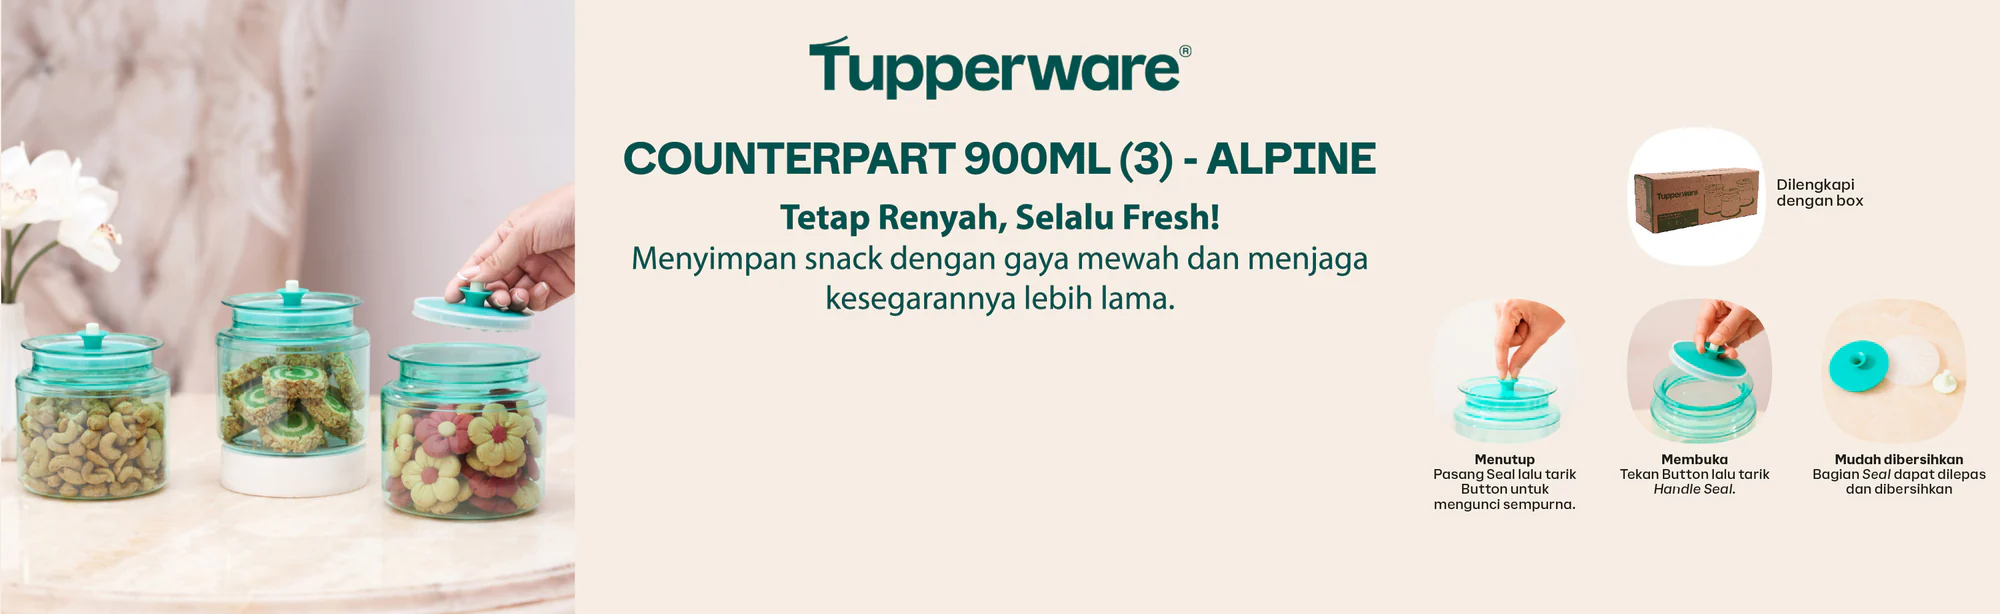 Tupperware®
COUNTERPART 900ML (3) - ALPINE
Tetap Renyah, Selalu Fresh!
Menyimpan snack dengan gaya mewah dan menjaga
kesegarannya lebih lama.
Tupperware
Dilengkapi
dengan box
Menutup
Pasang Seal lalu tarik
Button untuk
mengunci sempurna.
Membuka
Tekan Button lalu tarik
Handle Seal.
Mudah dibersihkan
Bagian Seal dapat dilepas
dan dibersihkan